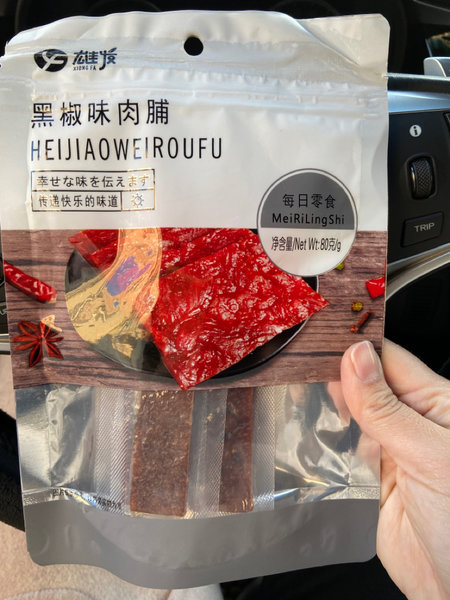 雄发
XIONG FA
黑椒味肉脯
HEIJIAOWEIROUFU
幸せな味を伝えます
传递快乐的味道
每日零食
MeiRiLingShi
净含量/Net Wt:80克/g
i
TRIP